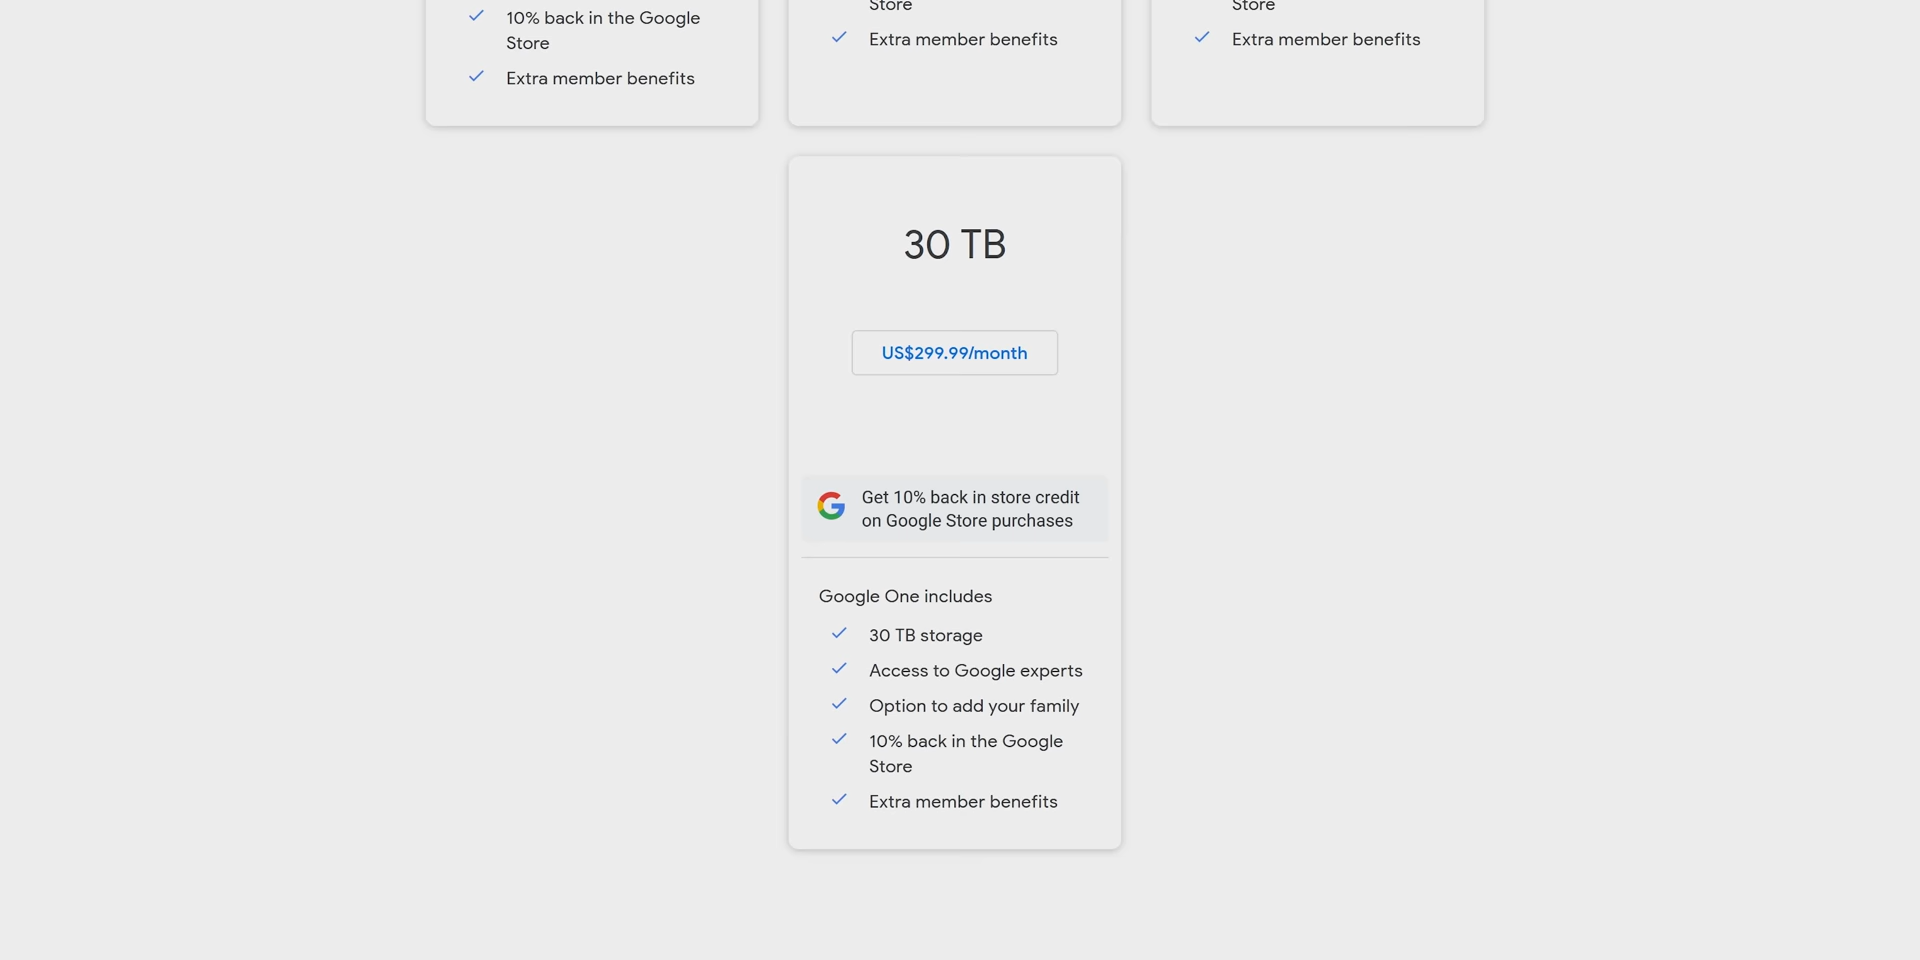 10% back in the Google
Store
Extra member benefits
Store
Extra member benefits
Store
Extra member benefits
30 TB
US$299.99/month
Get 10% back in store credit
on Google Store purchases
Google One includes
30 TB storage
Access to Google experts
Option to add your family
10% back in the Google
Store
Extra member benefits